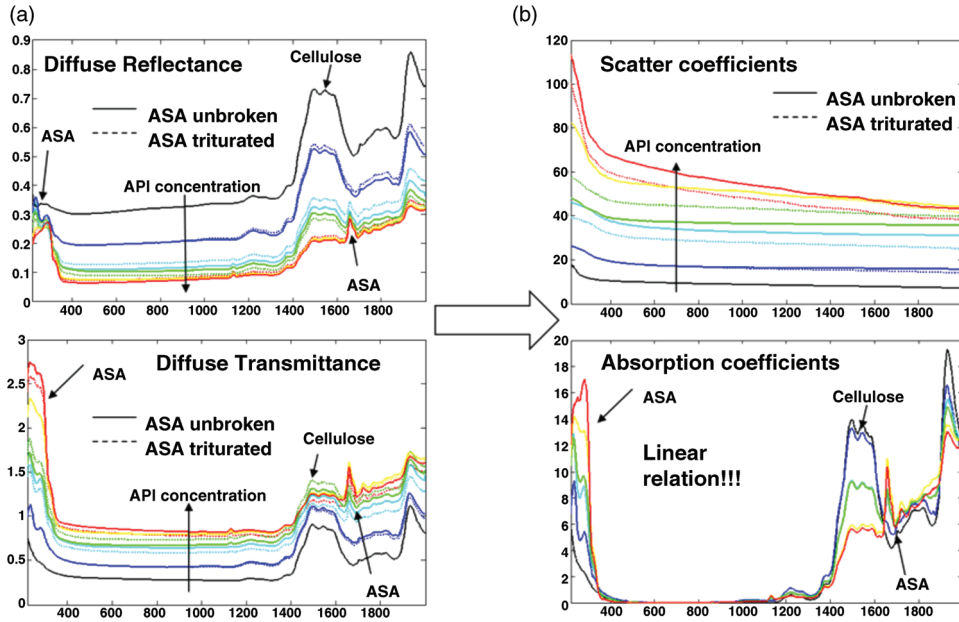 (a)
0.9
0.8
0.7
0.6
0.5
0.4
0.3
0.2
0.1
0
Diffuse Reflectance
Cellulose
ASA unbroken
ASA triturated
ASA
API concentration
ASA
400 600 800 1000 1200 1400 1600 1800
3
2.5
2
1.5
1
0.5
0
Diffuse Transmittance
ASA
ASA unbroken
ASA triturated
Cellulose
API concentration
ASA
400 600 800 1000 1200 1400 1600 1800
(b)
120
100
80
60
40
20
0
Scatter coefficients
ASA unbroken
ASA triturated
API concentration
400 600 800 1000 1200 1400 1600 1800
20
18
16
14
12
10
8
6
4
2
0
Absorption coefficients
ASA
Cellulose
Linear
relation!!!
ASA
400 600 800 1000 1200 1400 1600 1800